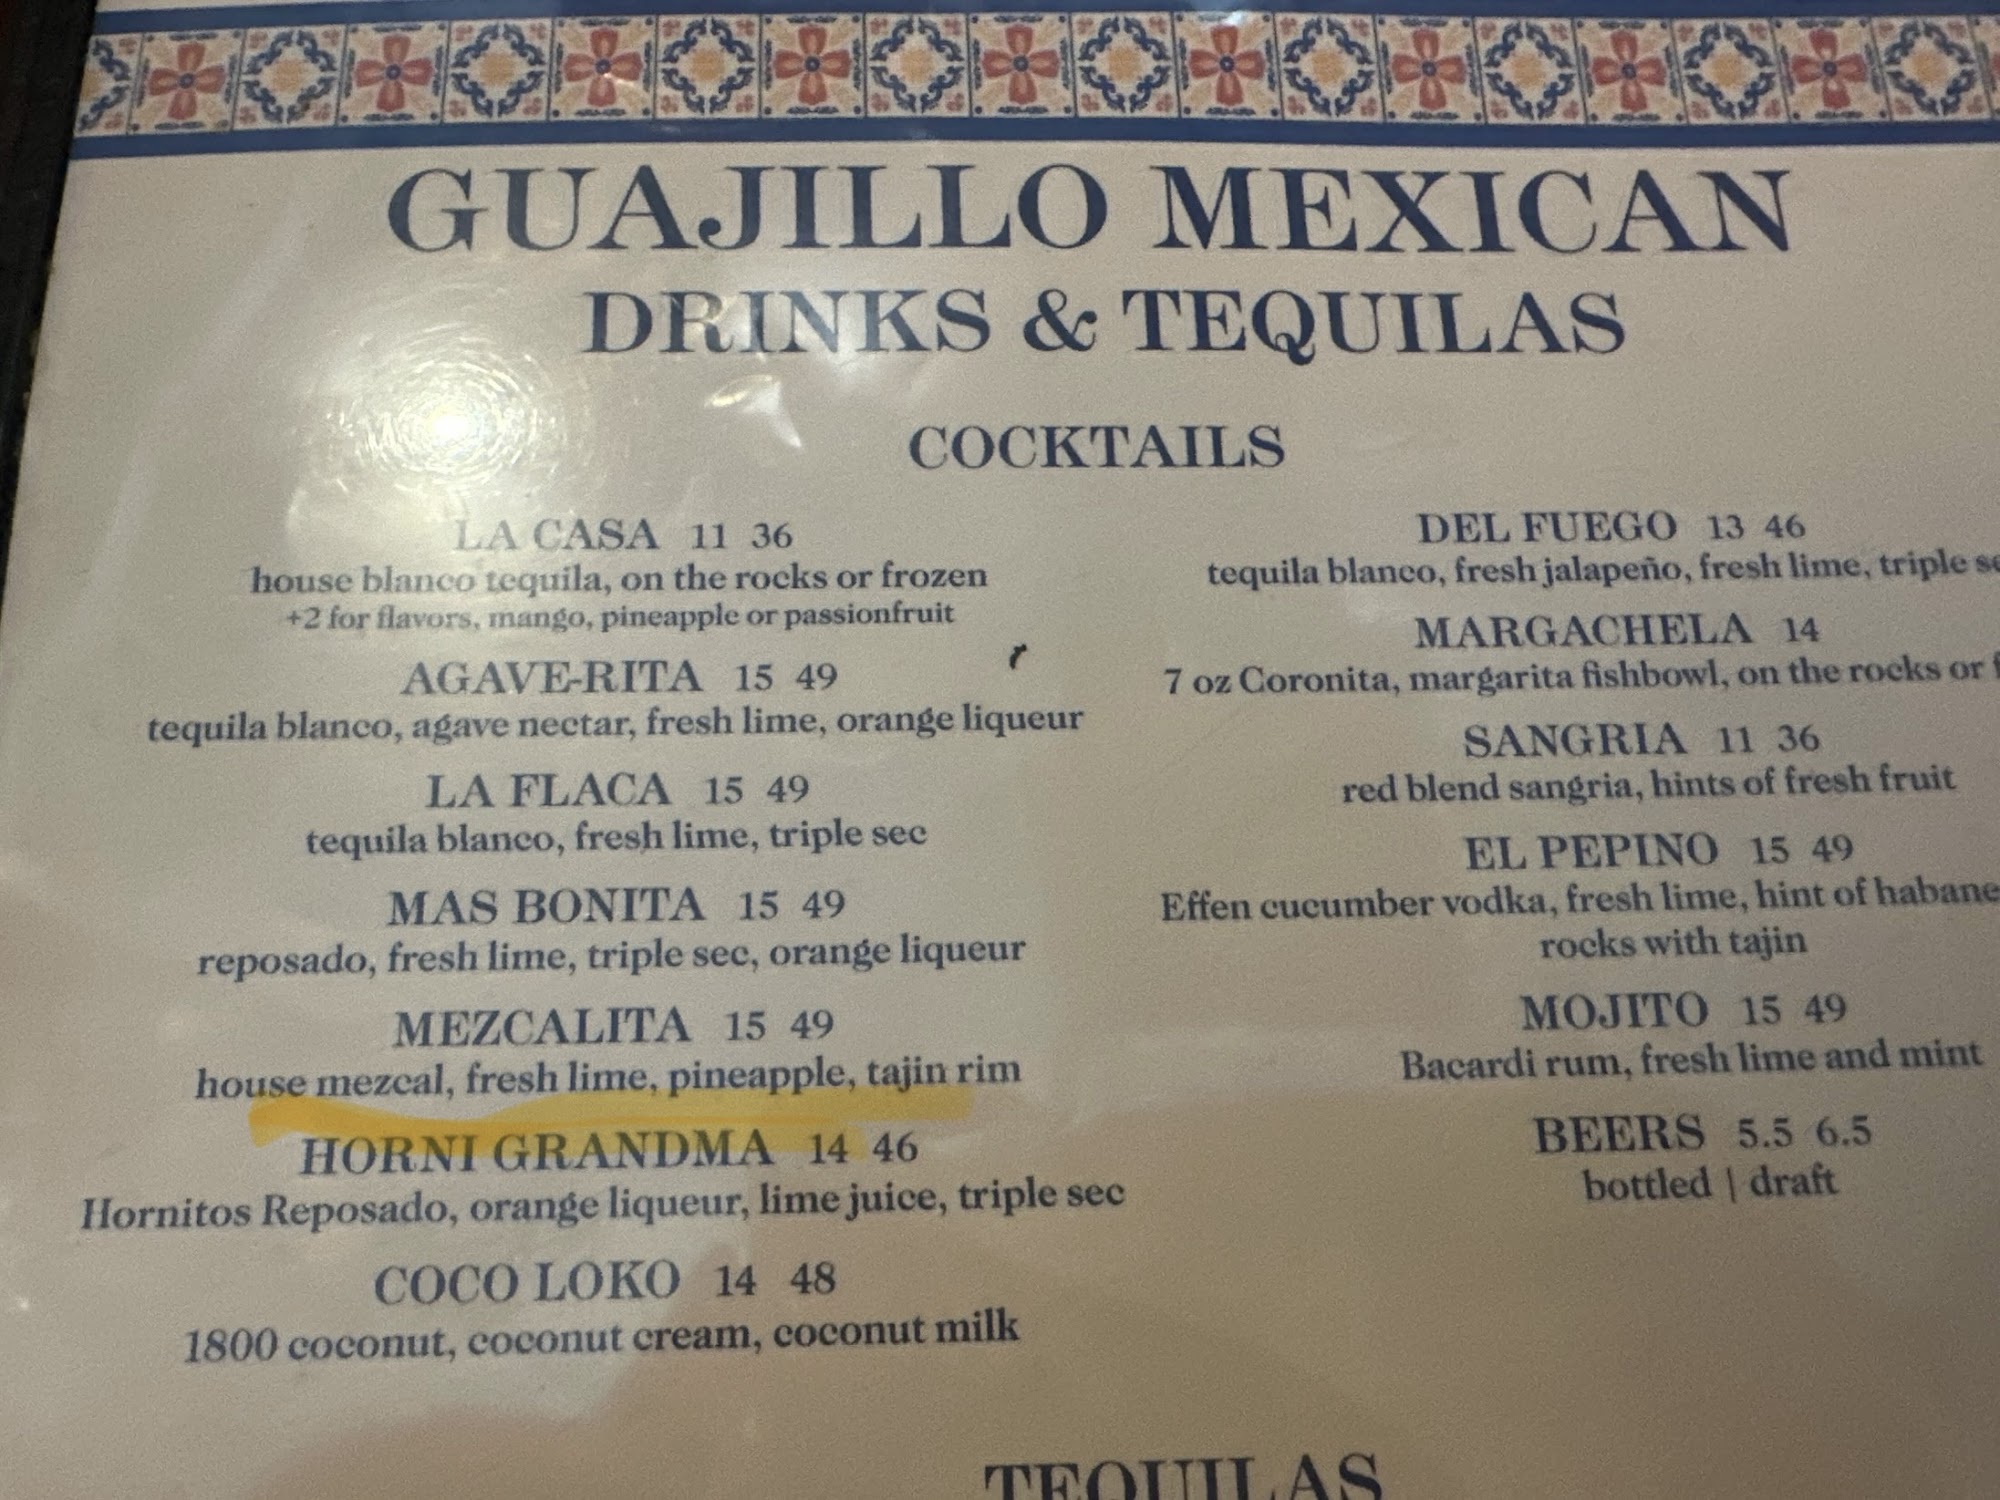 GUAJILLO MEXICAN
DRINKS & TEQUILAS
COCKTAILS
LA CASA 11 36
house blanco tequila, on the rocks or frozen
+2 for flavors, mango, pineapple or passionfruit
AGAVE-RITA 15 49
tequila blanco, agave nectar, fresh lime, orange liqueur
LA FLACA 15 49
tequila blanco, fresh lime, triple sec
MAS BONITA 15 49
reposado, fresh lime, triple sec, orange liqueur
MEZCALITA 15 49
house mezcal, fresh lime, pineapple, tajin rim
HORNI GRANDMA 14 46
Hornitos Reposado, orange liqueur, lime juice, triple sec
COCO LOKO 14 48
1800 coconut, coconut cream, coconut milk
DEL FUEGO 13 46
tequila blanco, fresh jalapeño, fresh lime, triple
MARGACHELA 14
7 oz Coronita, margarita fishbowl, on the rocks or
SANGRIA 11 36
red blend sangria, hints of fresh fruit
EL PEPINO 15 49
Effen cucumber vodka, fresh lime, hint of
rocks with tajin
MOJITO 15 49
Bacardi rum, fresh lime and mint
BEERS 5.5 6.5
bottled | draft
TEQUILAS